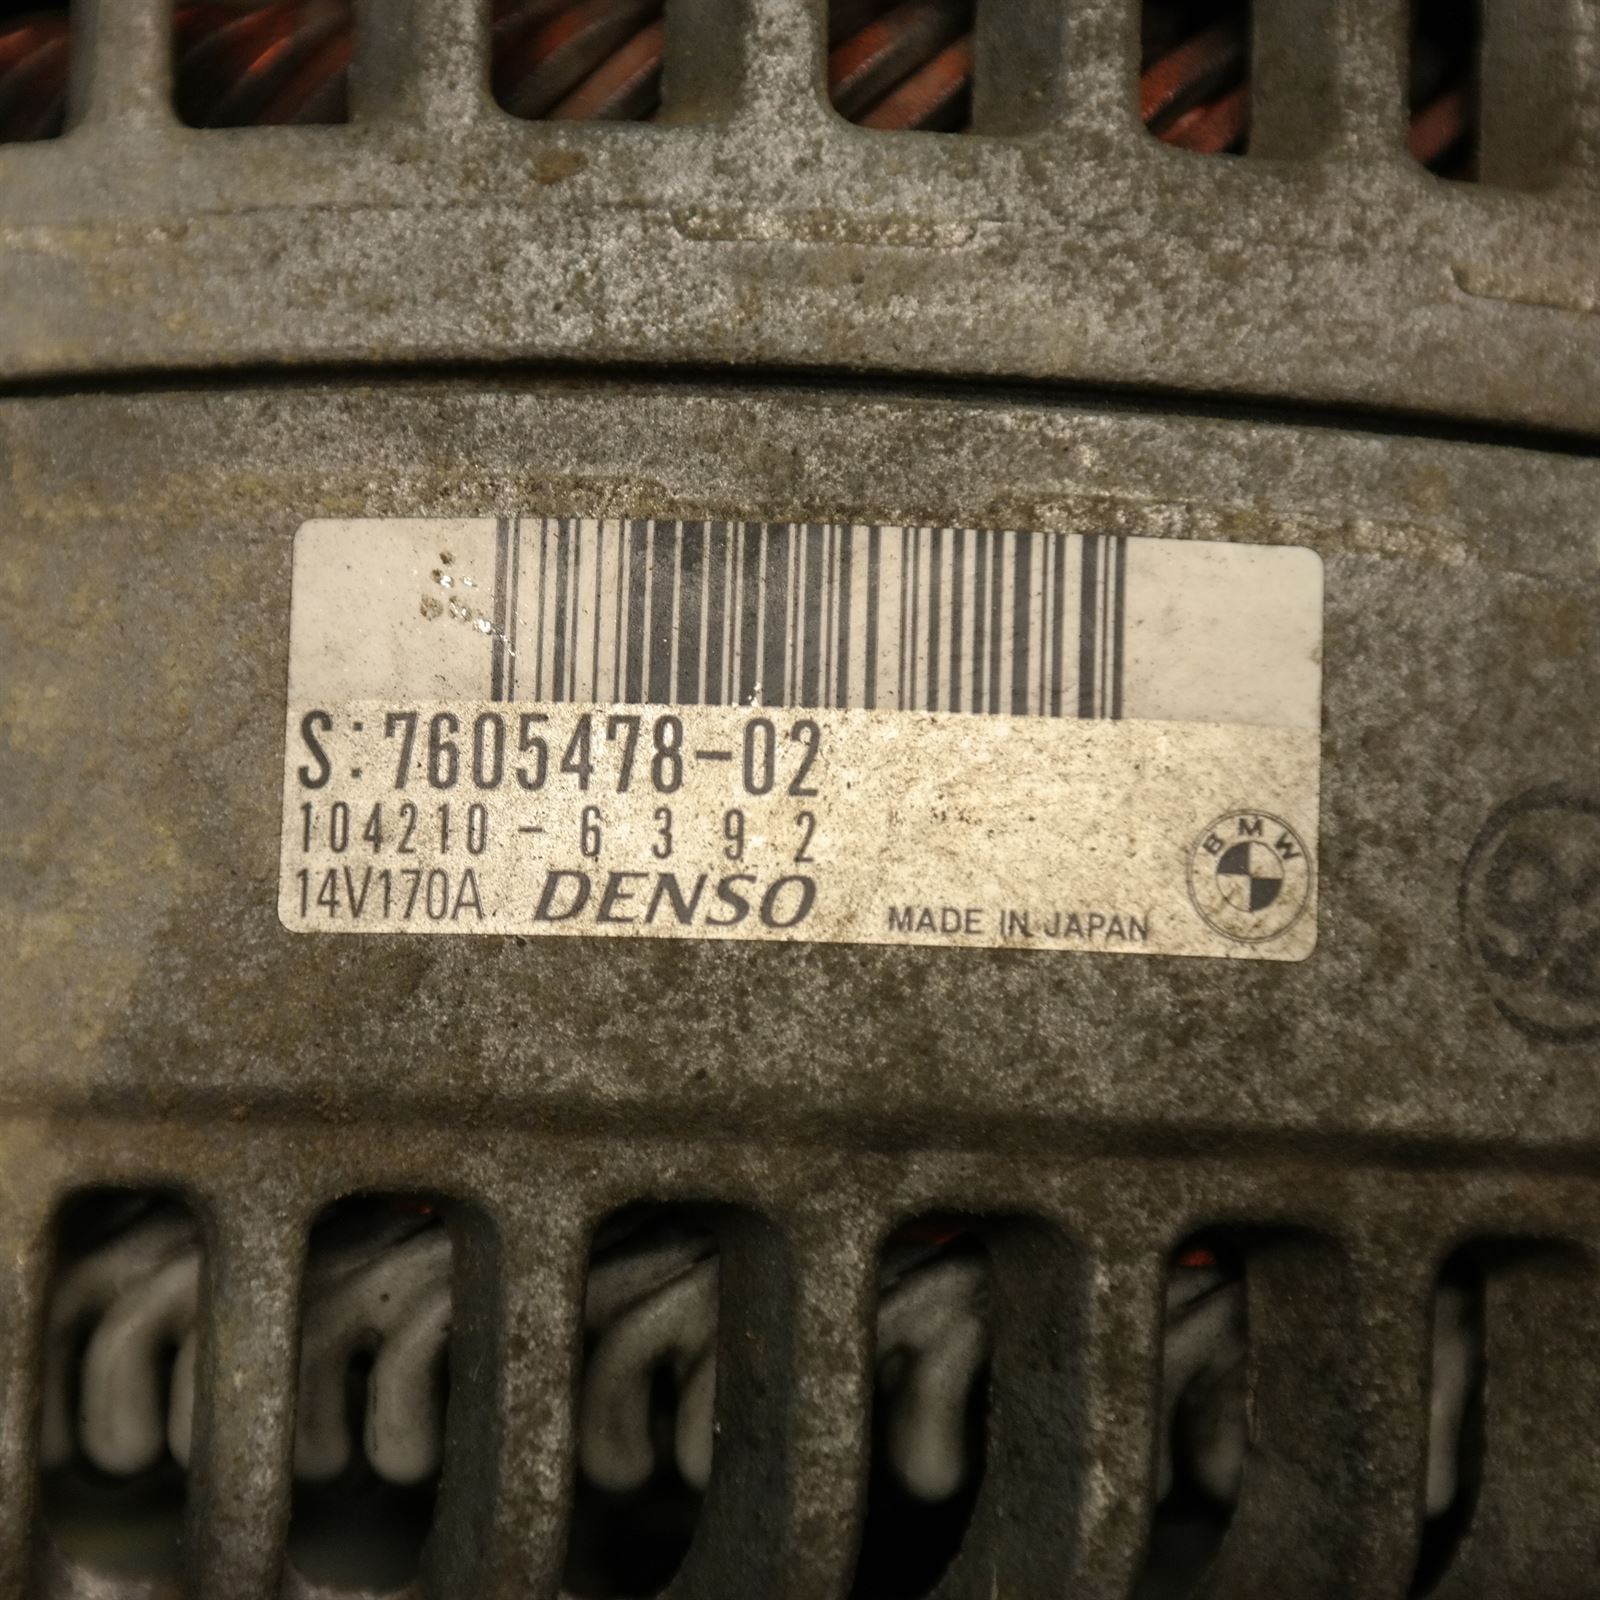 S:7605478-02
104210-6392
14V170A DENSO MADE IN JAPAN
BMW